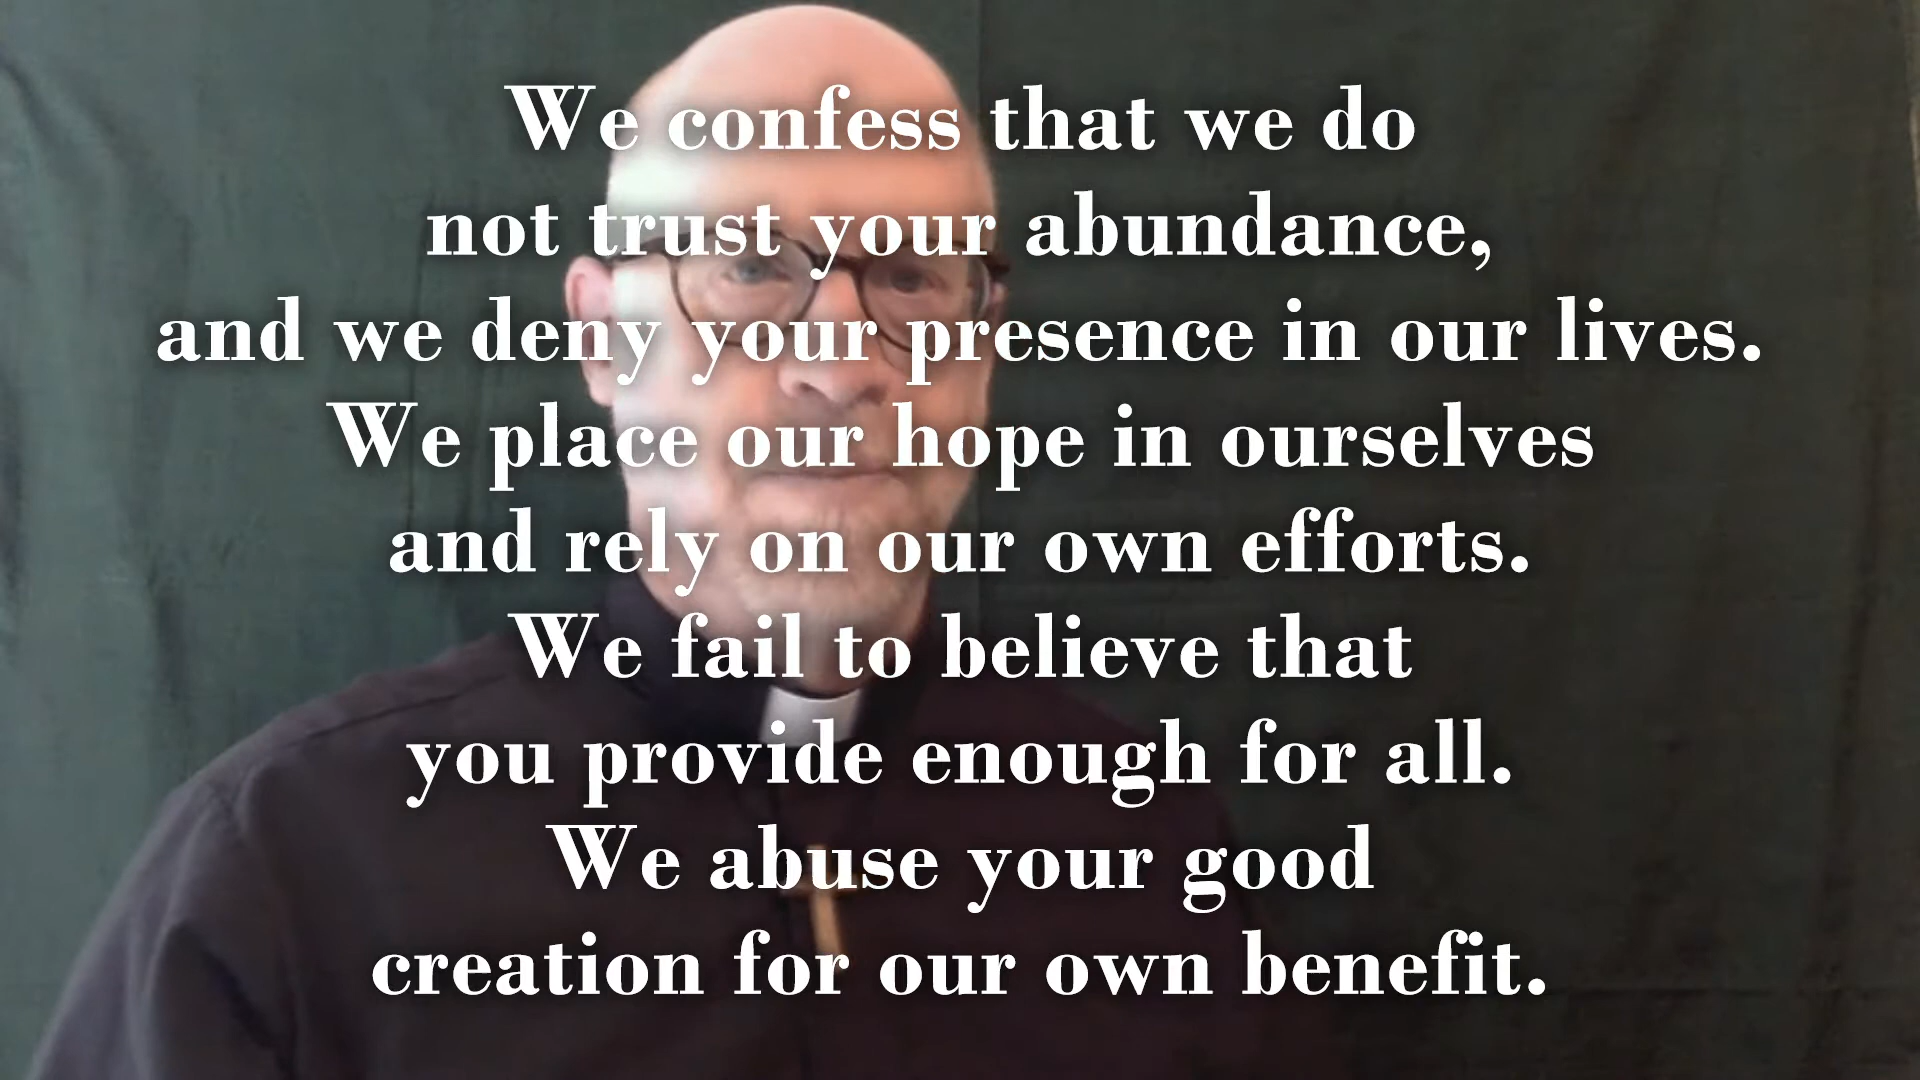 We confess that we do
not trust your abundance,
and we deny your presence in our lives.
We place our hope in ourselves
and rely on our own efforts.
We fail to believe that
you provide enough for all.
We abuse your good
creation for our own benefit.